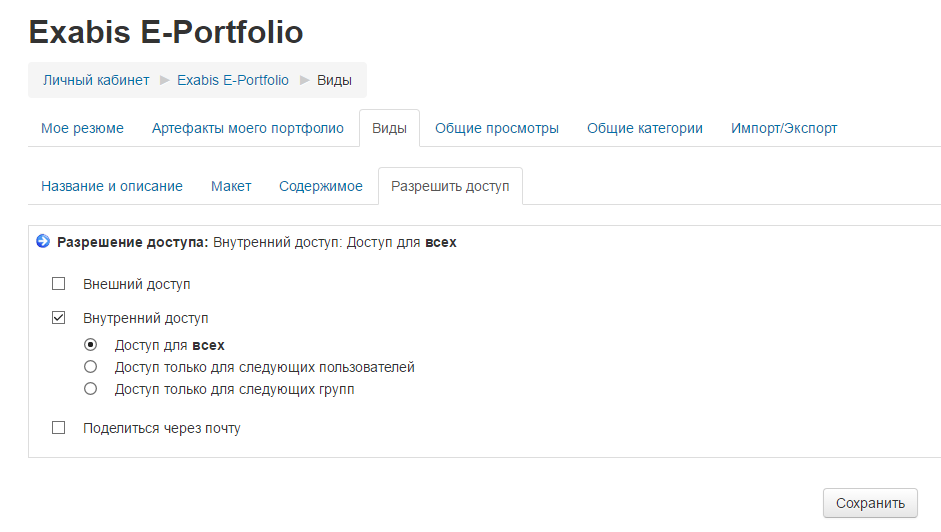 Exabis E-Portfolio
Личный кабинет Exabis E-Portfolio Виды
Мое резюме Артефакты моего портфолио Виды Общие просмотры Общие категории Импорт/Экспорт
Название и описание Макет Содержимое Разрешить доступ
Разрешение доступа: Внутренний доступ: Доступ для всех
Внешний доступ
Внутренний доступ
Доступ для всех
Доступ только для следующих пользователей
Доступ только для следующих групп
Поделиться через почту
Сохранить